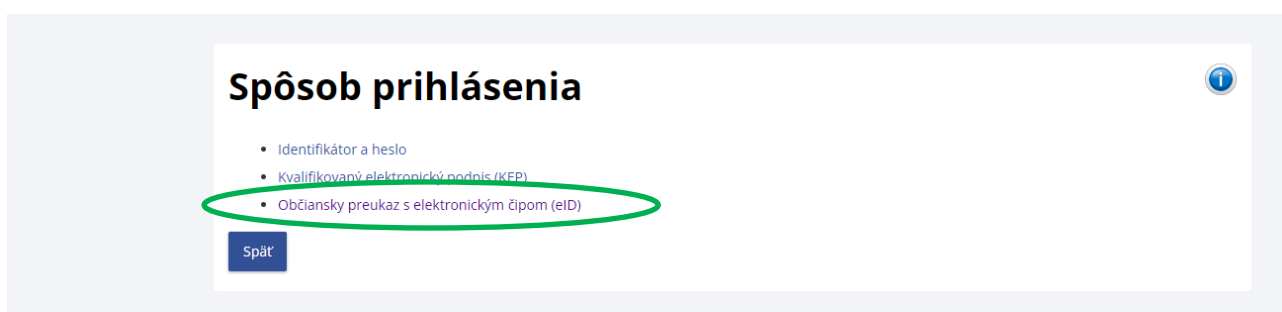 Spôsob prihlásenia
Identifikátor a heslo
Kvalifikovaný elektronický podpis (KEP)
Občiansky preukaz s elektronickým čipom (eID)
Späť